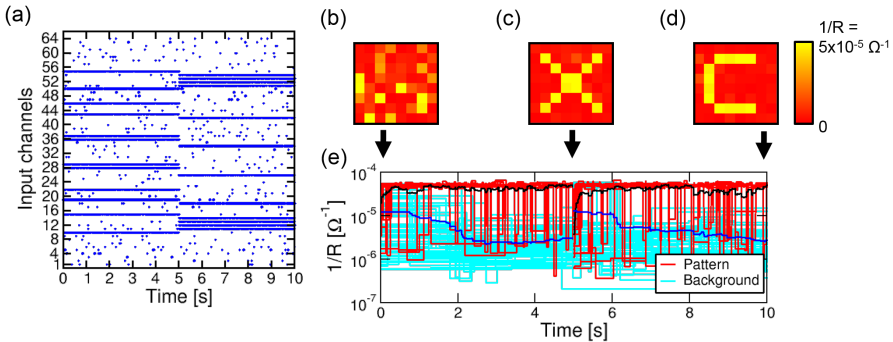 (a)
(b)
(c)
(d)
1/R =
5x10⁻⁵ Ω⁻¹
0
Input channels
64
60
56
52
48
44
40
36
32
28
24
20
16
12
8
4
1
0 1 2 3 4 5 6 7 8 9 10
Time [s]
(e)
1/R [Ω⁻¹]
10⁻⁴
10⁻⁵
10⁻⁶
10⁻⁷
Pattern
Background
0 2 4 6 8 10
Time [s]